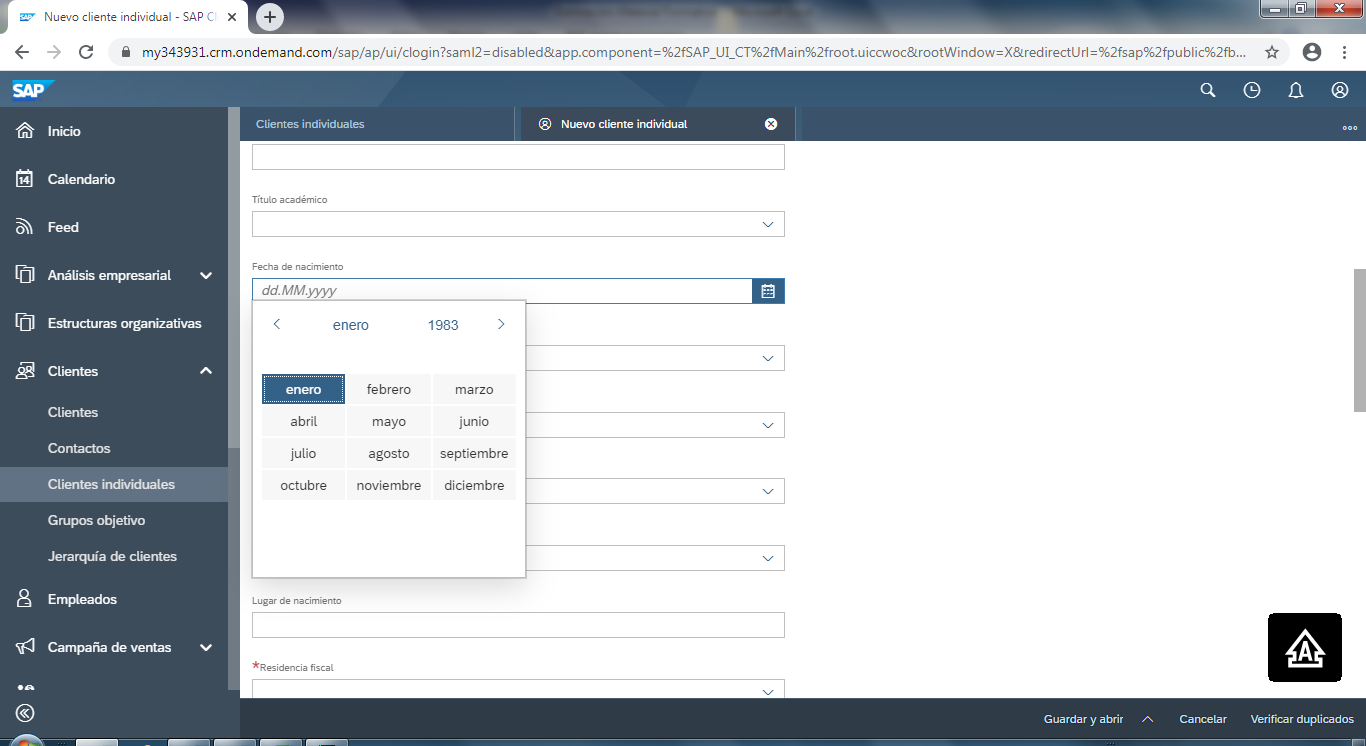 Nuevo cliente individual - SAP Cl
my343931.crm.ondemand.com/sap/ap/ui/clogin?saml2=disabled&app.component=%2fSAP_UI_CT%2fMain%2froot.uiccwoc&rootWindow=X&redirectUrl=%2fsap%2fpublic%2fb...
SAP
Inicio
14
Calendario
Feed
Análisis empresarial
Estructuras organizativas
Clientes
Clientes
Contactos
Clientes individuales
Grupos objetivo
Jerarquía de clientes
Empleados
Campaña de ventas
Clientes individuales
Nuevo cliente individual
Título académico
Fecha de nacimiento
dd.MM.yyyy
enero 1983
enero febrero marzo
abril mayo junio
julio agosto septiembre
octubre noviembre diciembre
Lugar de nacimiento
*Residencia fiscal
A
Guardar y abrir Cancelar Verificar duplicados